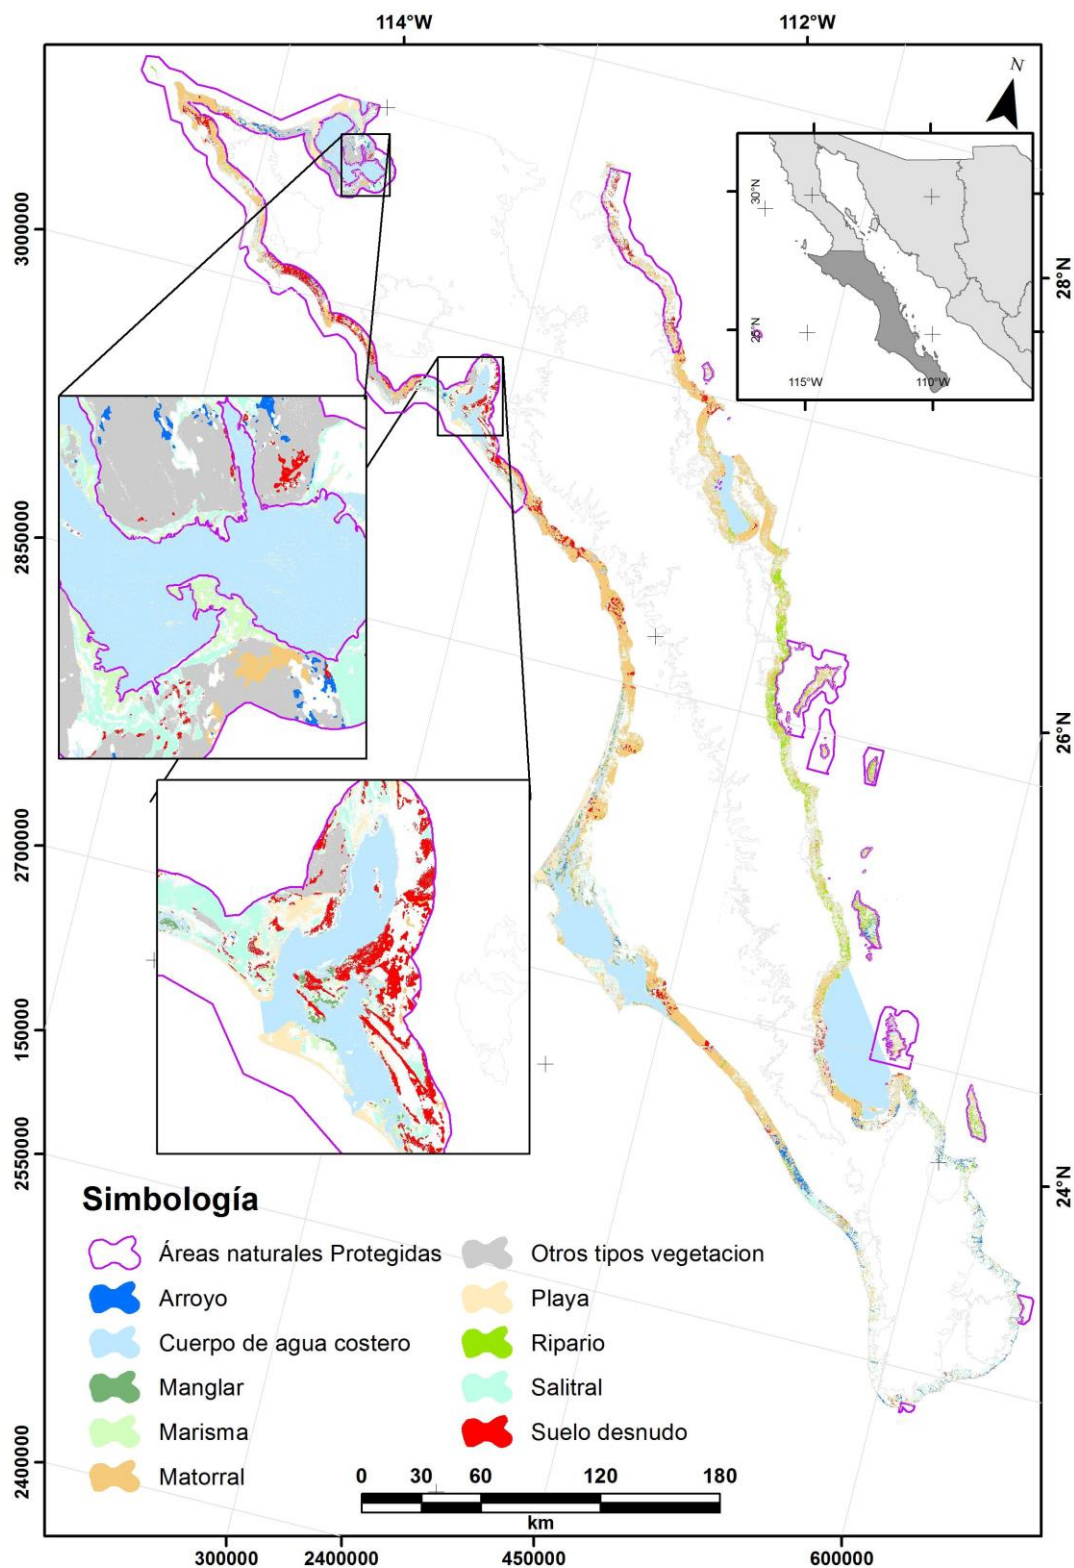 114°W
112°W
N
30°N
25°N
115°W
110°W
28°N
26°N
24°N
3000000
2850000
2700000
150000
2550000
2400000
Simbología
Áreas naturales Protegidas
Otros tipos vegetacion
Arroyo
Playa
Cuerpo de agua costero
Ripario
Manglar
Salitral
Marisma
Suelo desnudo
Matorral
0 30 60 120 180
km
300000 2400000 450000 600000